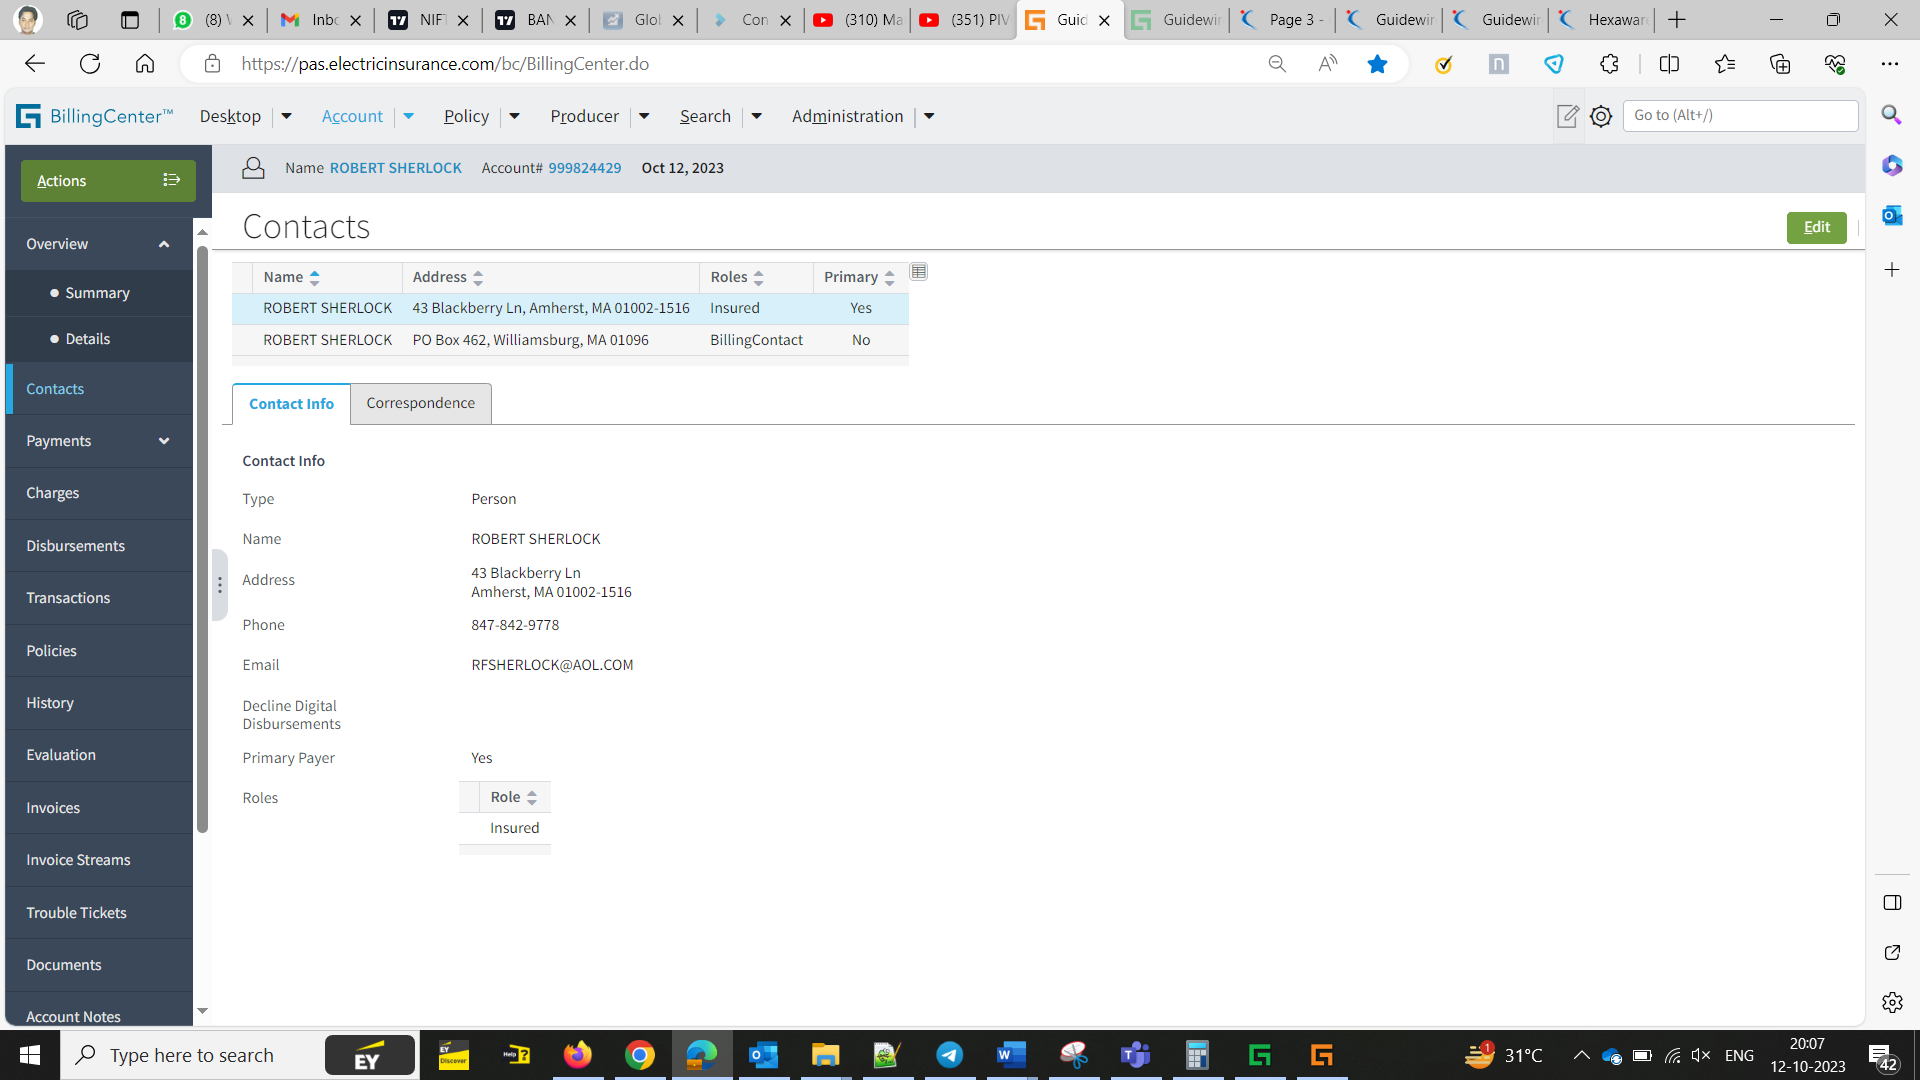 (8) W
Inbo
NIFT
BAN
Glob
Con
(310) Ma
(351) PIV
Guid
Guidewir
Page 3 -
Guidewir
Guidewir
Hexaware
https://pas.electricinsurance.com/bc/BillingCenter.do
BillingCenter™ Desktop Account Policy Producer Search Administration Go to (Alt+/)
Actions
Name ROBERT SHERLOCK Account# 999824429 Oct 12, 2023
Contacts
Edit
Overview
Summary
Details
Contacts
Payments
Charges
Disbursements
Transactions
Policies
History
Evaluation
Invoices
Invoice Streams
Trouble Tickets
Documents
Account Notes
Name Address Roles Primary
ROBERT SHERLOCK 43 Blackberry Ln, Amherst, MA 01002-1516 Insured Yes
ROBERT SHERLOCK PO Box 462, Williamsburg, MA 01096 BillingContact No
Contact Info Correspondence
Contact Info
Type Person
Name ROBERT SHERLOCK
Address 43 Blackberry Ln
Amherst, MA 01002-1516
Phone 847-842-9778
Email RFSHERLOCK@AOL.COM
Decline Digital
Disbursements
Primary Payer Yes
Roles Role
Insured
Type here to search EY EY Discover Help? 1 31°C ENG 20:07
12-10-2023
42